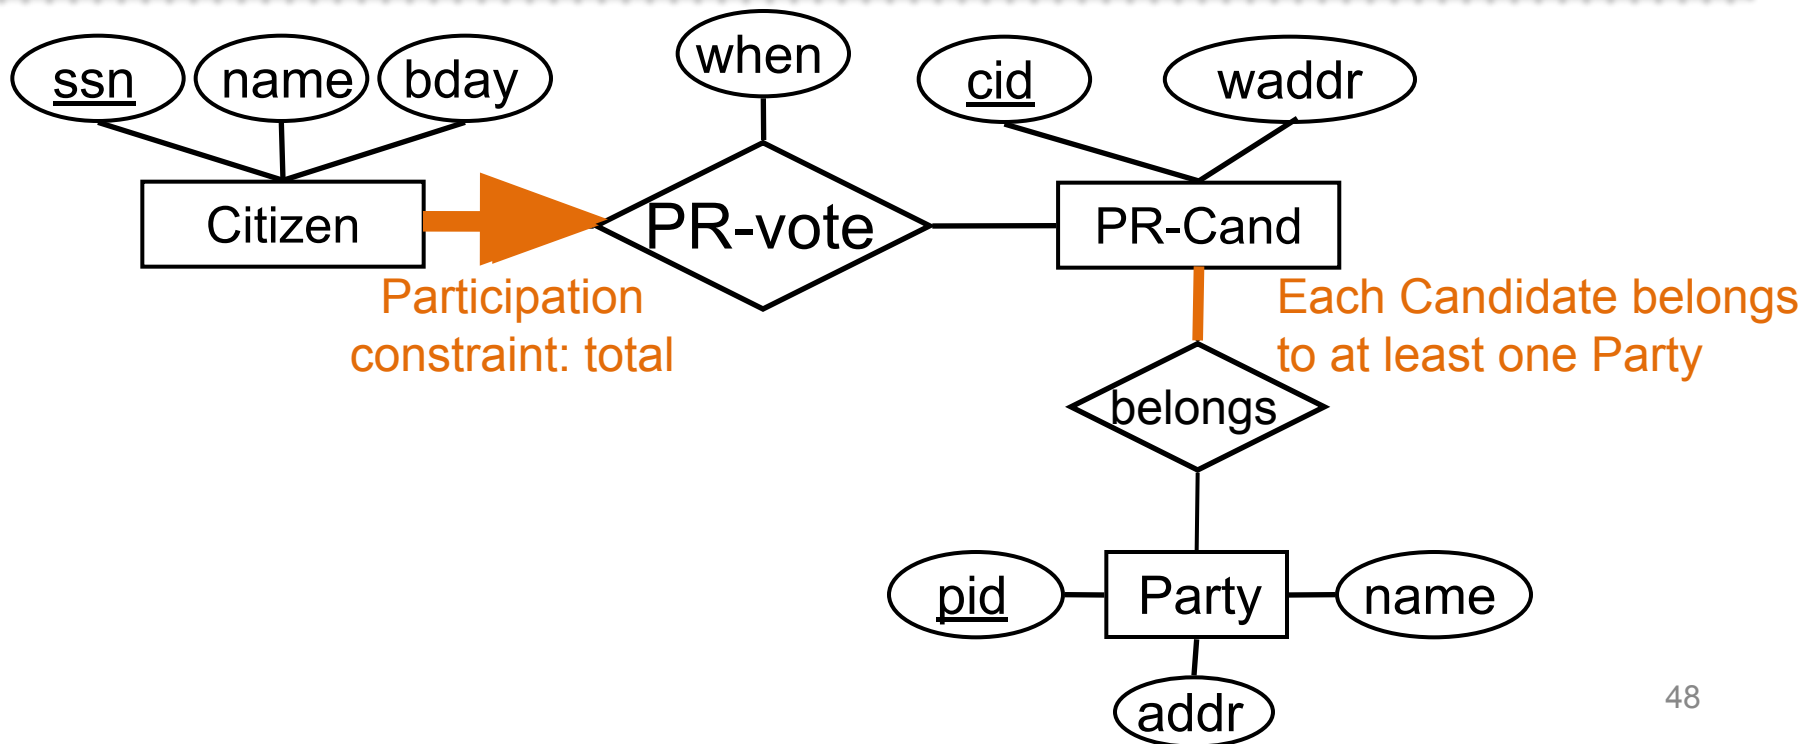 ssn
name
bday
when
cid
waddr
Citizen
PR-vote
PR-Cand
Participation
constraint: total
Each Candidate belongs
to at least one Party
belongs
pid
Party
name
addr
48